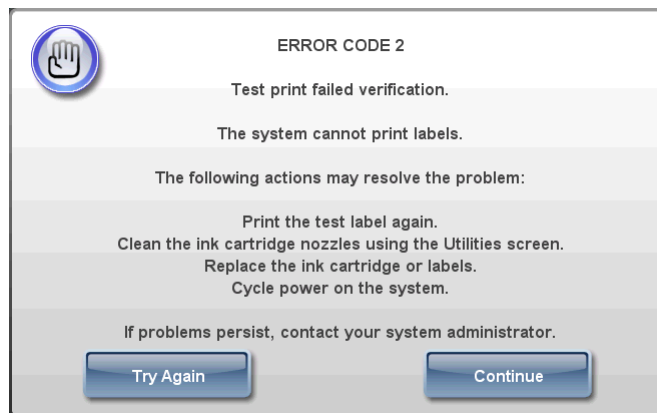 ERROR CODE 2
Test print failed verification.
The system cannot print labels.
The following actions may resolve the problem:
Print the test label again.
Clean the ink cartridge nozzles using the Utilities screen.
Replace the ink cartridge or labels.
Cycle power on the system.
If problems persist, contact your system administrator.
Try Again
Continue